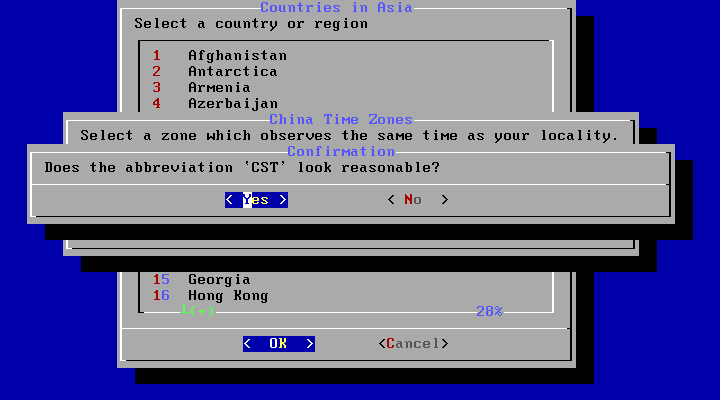 Countries in Asia
Select a country or region
1 Afghanistan
2 Antarctica
3 Armenia
4 Azerbaijan
China Time Zones
Select a zone which observes the same time as your locality.
Confirmation
Does the abbreviation 'CST' look reasonable?
< Yes > < No >
15 Georgia
16 Hong Kong
┴(+) 28%
< OK > <Cancel>